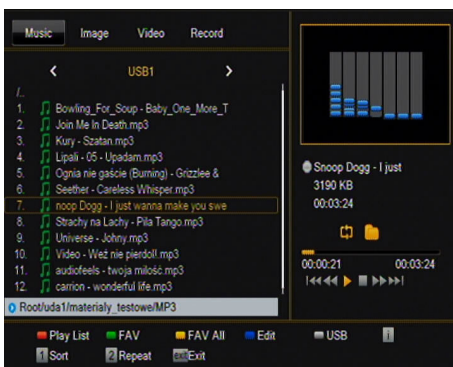 Music Image Video Record
USB1
/..
1. Bowling_For_Soup - Baby_One_More_T
2. Join Me In Death.mp3
3. Kury - Szatan.mp3
4. Lipali - 05 - Upadam.mp3
5. Ognia nie gaście (Burning) - Grizzlee &
6. Seether - Careless Whisper.mp3
7. noop Dogg - I just wanna make you swe
8. Strachy na Lachy - Pila Tango.mp3
9. Universe - Johny.mp3
10. Video - Weź nie pierdol!.mp3
11. audiofeels - twoja miłość.mp3
12. carrion - wonderful life.mp3
Root/uda1/materialy_testowe/MP3
Snoop Dogg - I just
3190 KB
00:03:24
00:00:21 00:03:24
Play List FAV FAV All Edit USB i
1 Sort 2 Repeat exit Exit